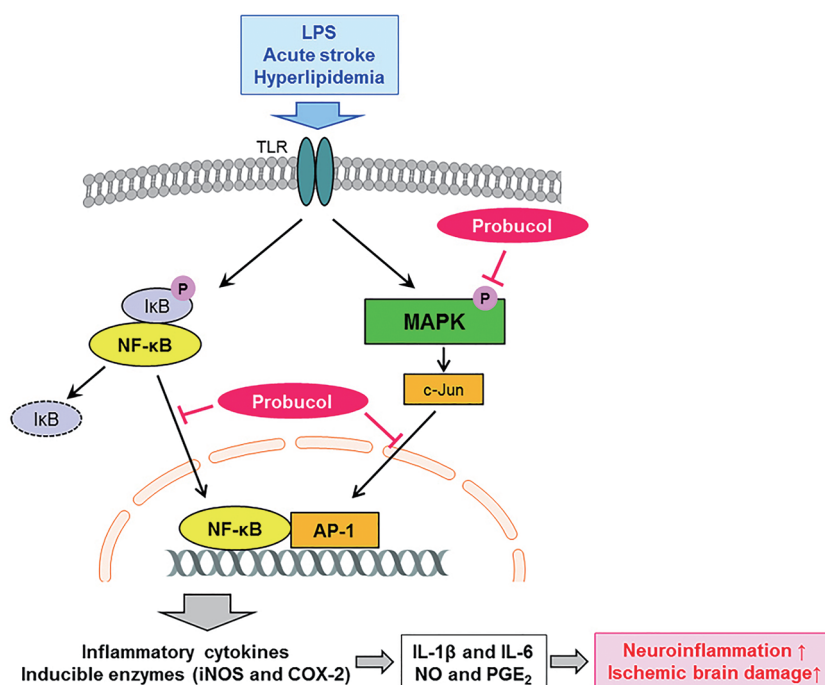 LPS
Acute stroke
Hyperlipidemia
TLR
Probucol
P
IκB
NF-κB
P
MAPK
c-Jun
IκB
Probucol
NF-κB
AP-1
Inflammatory cytokines
Inducible enzymes (iNOS and COX-2)
IL-1β and IL-6
NO and PGE₂
Neuroinflammation ↑
Ischemic brain damage↑